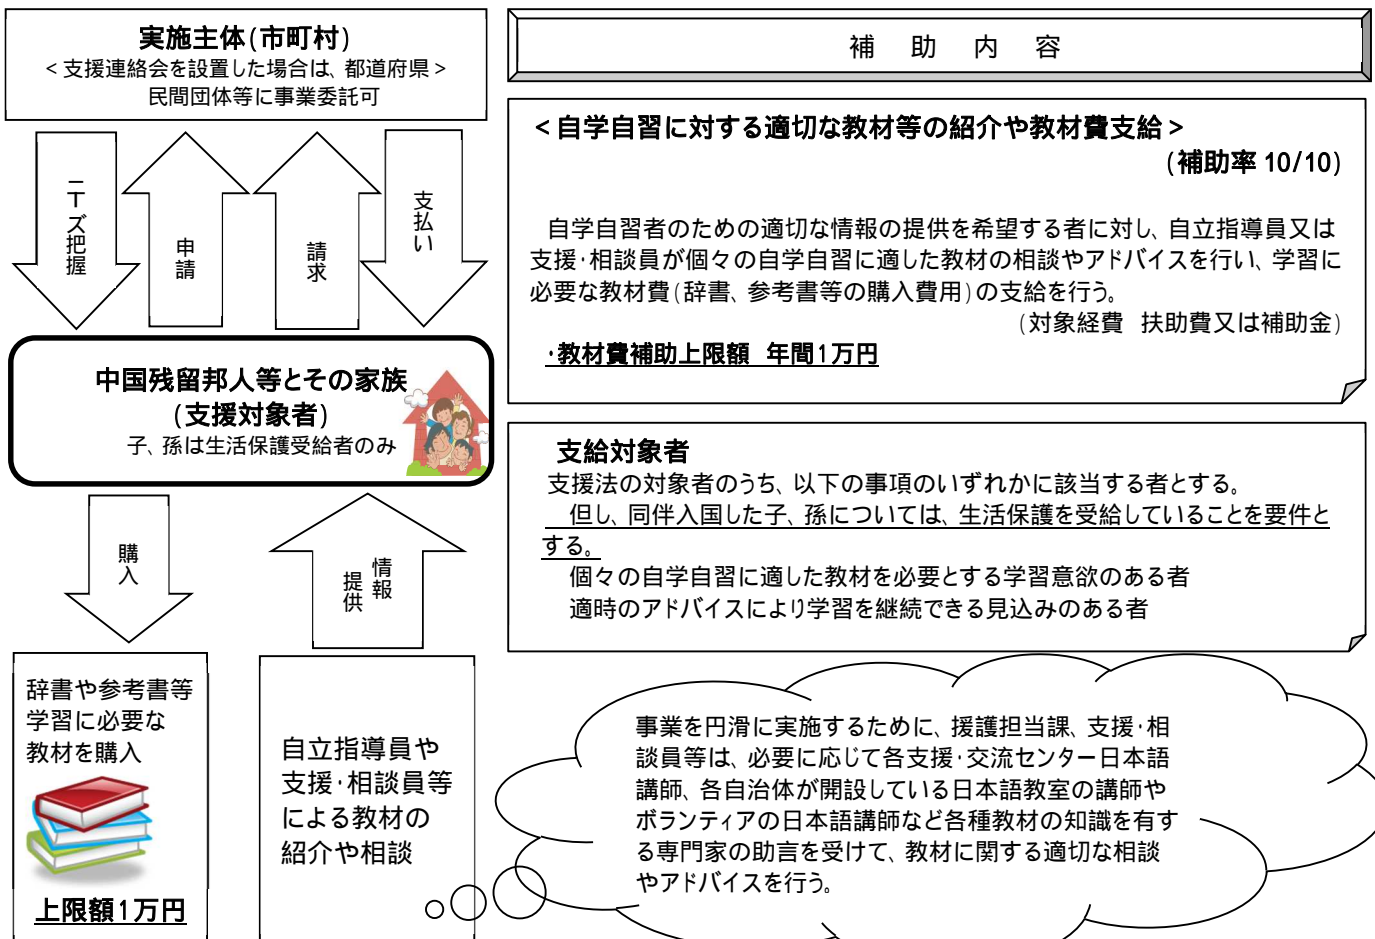 実施主体(市町村)
<支援連絡会を設置した場合は、都道府県>
民間団体等に事業委託可
ニーズ把握
申請
請求
支払い
中国残留邦人等とその家族
(支援対象者)
子、孫は生活保護受給者のみ
購入
情報
提供
辞書や参考書等
学習に必要な
教材を購入
上限額1万円
自立指導員や
支援・相談員等
による教材の
紹介や相談
補助内容
<自学自習に対する適切な教材等の紹介や教材費支給>
(補助率 10/10)
自学自習者のための適切な情報の提供を希望する者に対し、自立指導員又は
支援・相談員が個々の自学自習に適した教材の相談やアドバイスを行い、学習に
必要な教材費(辞書、参考書等の購入費用)の支給を行う。
(対象経費 扶助費又は補助金)
・教材費補助上限額 年間1万円
支給対象者
支援法の対象者のうち、以下の事項のいずれかに該当する者とする。
但し、同伴入国した子、孫については、生活保護を受給していることを要件と
する。
個々の自学自習に適した教材を必要とする学習意欲のある者
適時のアドバイスにより学習を継続できる見込みのある者
事業を円滑に実施するために、援護担当課、支援・相
談員等は、必要に応じて各支援・交流センター日本語
講師、各自治体が開設している日本語教室の講師や
ボランティアの日本語講師など各種教材の知識を有す
る専門家の助言を受けて、教材に関する適切な相談
やアドバイスを行う。